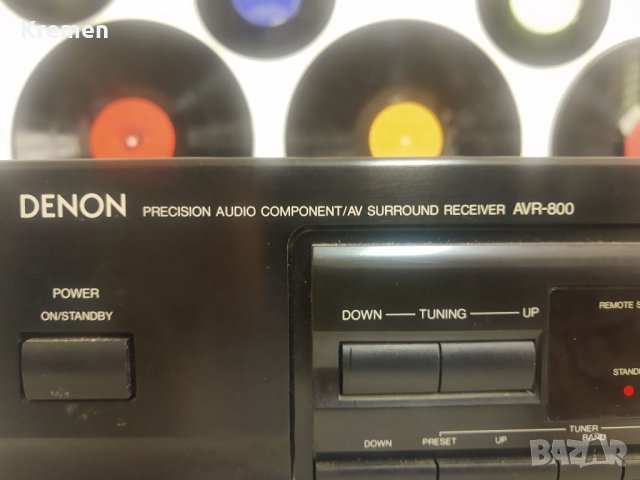 Kremen
DENON PRECISION AUDIO COMPONENT/AV SURROUND RECEIVER AVR-800
POWER
ON/STANDBY
DOWN TUNING UP
REMOTE S
STANDB
DOWN PRESET UP
TUNER
BAND
BAZAR